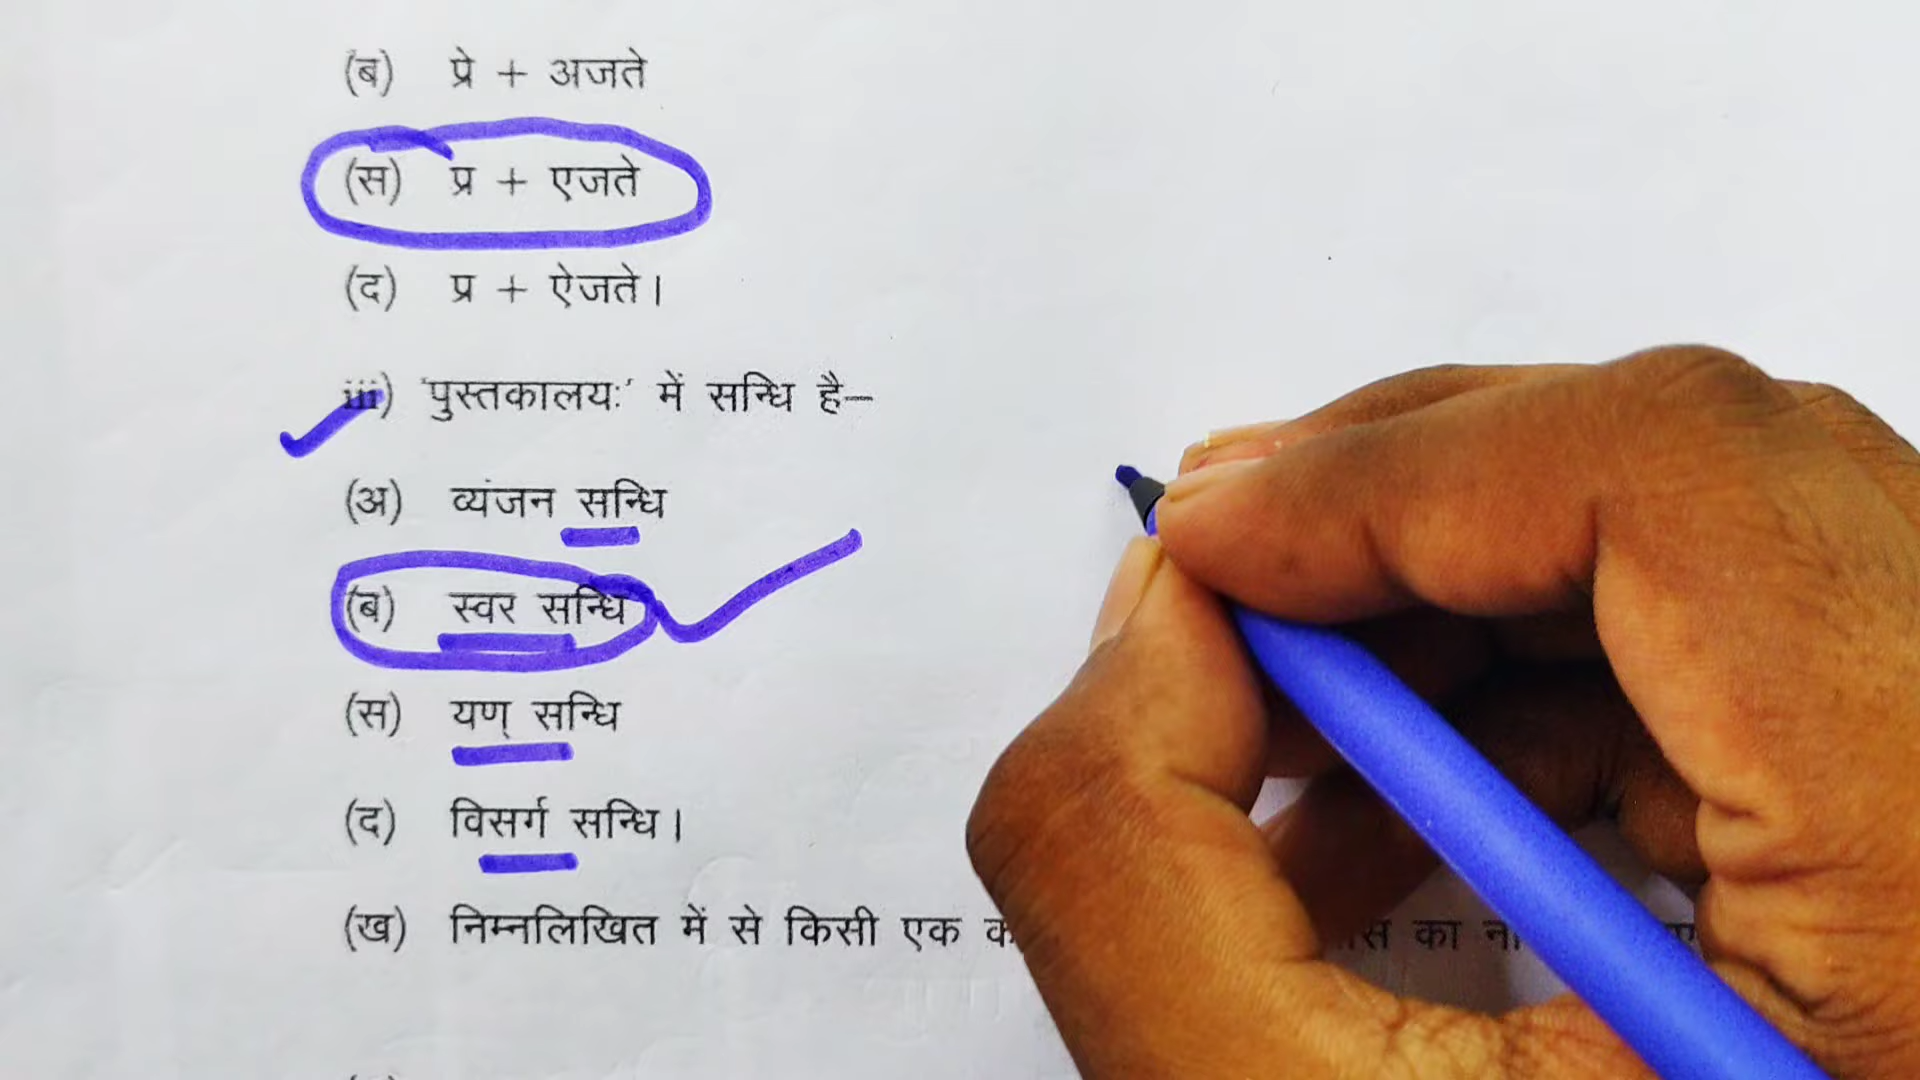 (ब) प्रे + अजते
(स) प्र + एजते
(द) प्र + ऐजते।
iii) 'पुस्तकालयः' में सन्धि है—
(अ) व्यंजन सन्धि
(ब) स्वर सन्धि
(स) यण् सन्धि
(द) विसर्ग सन्धि।
(ख) निम्नलिखित में से किसी एक का